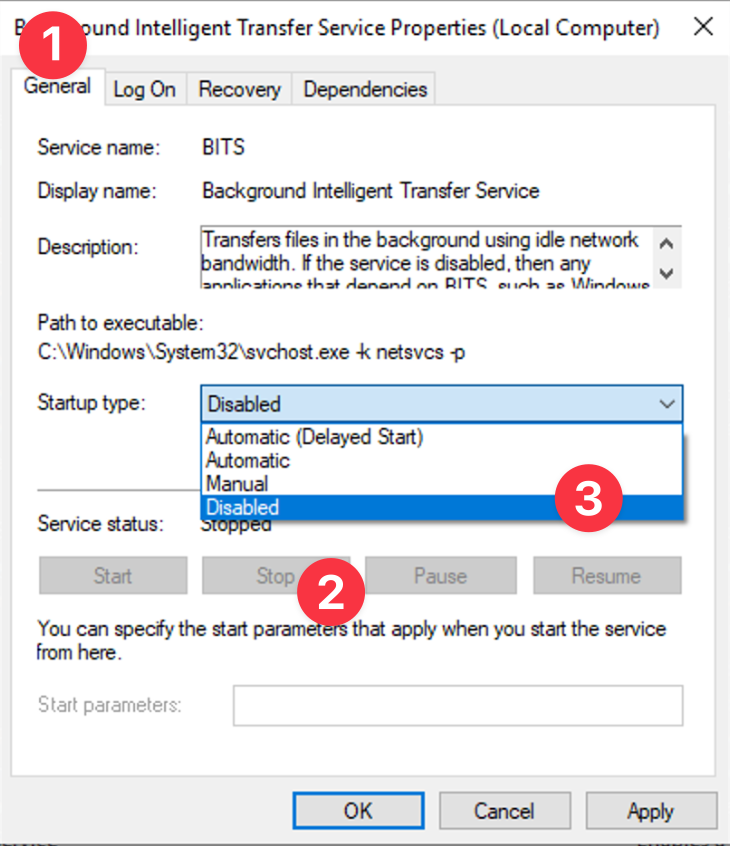 Background Intelligent Transfer Service Properties (Local Computer)
1
General
Log On
Recovery
Dependencies
Service name: BITS
Display name: Background Intelligent Transfer Service
Description: Transfers files in the background using idle network
bandwidth. If the service is disabled, then any
applications that depend on BITS, such as Windows
Path to executable:
C:\Windows\System32\svchost.exe -k netsvcs -p
Startup type: Disabled
Automatic (Delayed Start)
Automatic
Manual
Disabled
3
Service status: Stopped
Start
Stop
Pause
Resume
2
You can specify the start parameters that apply when you start the service
from here.
Start parameters:
OK
Cancel
Apply